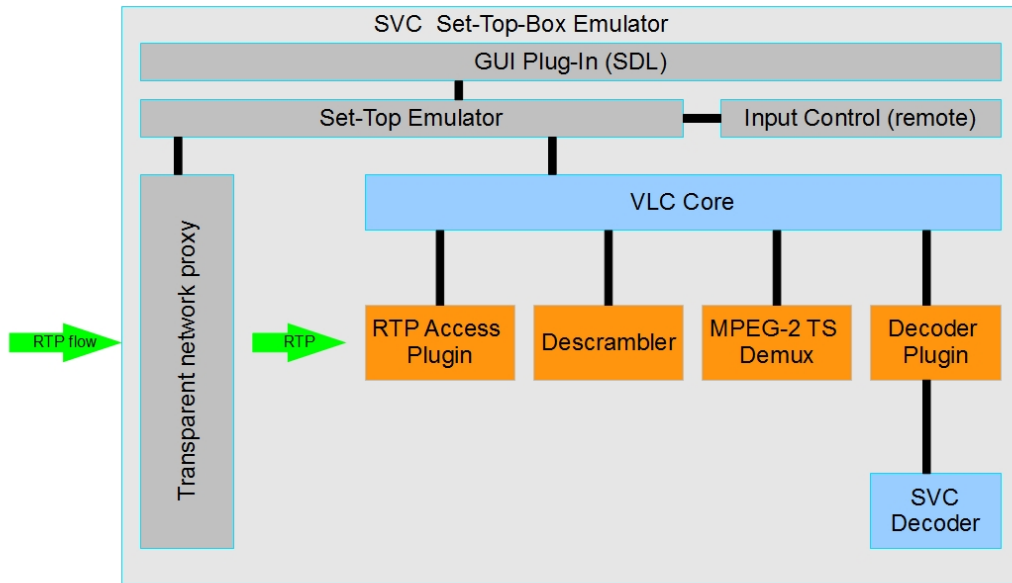 SVC Set-Top-Box Emulator
GUI Plug-In (SDL)
Set-Top Emulator
Input Control (remote)
VLC Core
Transparent network proxy
RTP flow
RTP
RTP Access
Plugin
Descrambler
MPEG-2 TS
Demux
Decoder
Plugin
SVC
Decoder